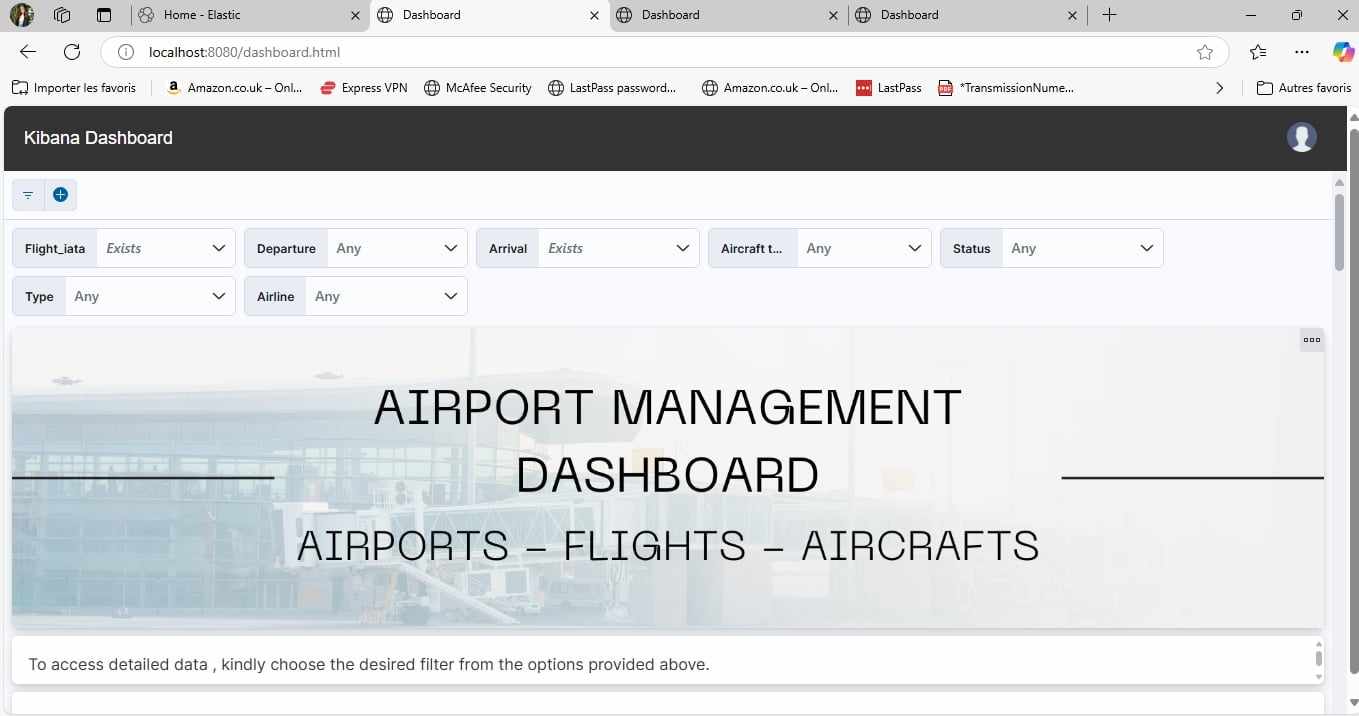 Home - Elastic
Dashboard
Dashboard
Dashboard
localhost:8080/dashboard.html
Importer les favoris
Amazon.co.uk – Onl...
Express VPN
McAfee Security
LastPass password...
Amazon.co.uk – Onl...
LastPass
*TransmissionNume...
Autres favoris
Kibana Dashboard
Flight_iata Exists
Departure Any
Arrival Exists
Aircraft t... Any
Status Any
Type Any
Airline Any
AIRPORT MANAGEMENT
DASHBOARD
AIRPORTS – FLIGHTS – AIRCRAFTS
To access detailed data , kindly choose the desired filter from the options provided above.